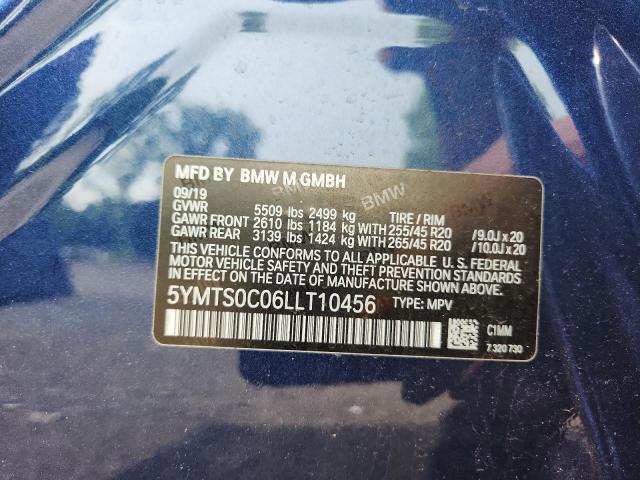 MFD BY BMW M GMBH
09/19
GVWR 5509 lbs 2499 kg TIRE / RIM
GAWR FRONT 2610 lbs 1184 kg WITH 255/45 R20 /9.0J x 20
GAWR REAR 3139 lbs 1424 kg WITH 265/45 R20 /10.0J x 20
THIS VEHICLE CONFORMS TO ALL APPLICABLE U. S. FEDERAL
MOTOR VEHICLE SAFETY AND THEFT PREVENTION STANDARDS
IN EFFECT ON THE DATE OF MANUFACTURE SHOWN ABOVE.
5YMTS0C06LLT10456 TYPE: MPV
C1MM
7 320 730
BMW
BMW